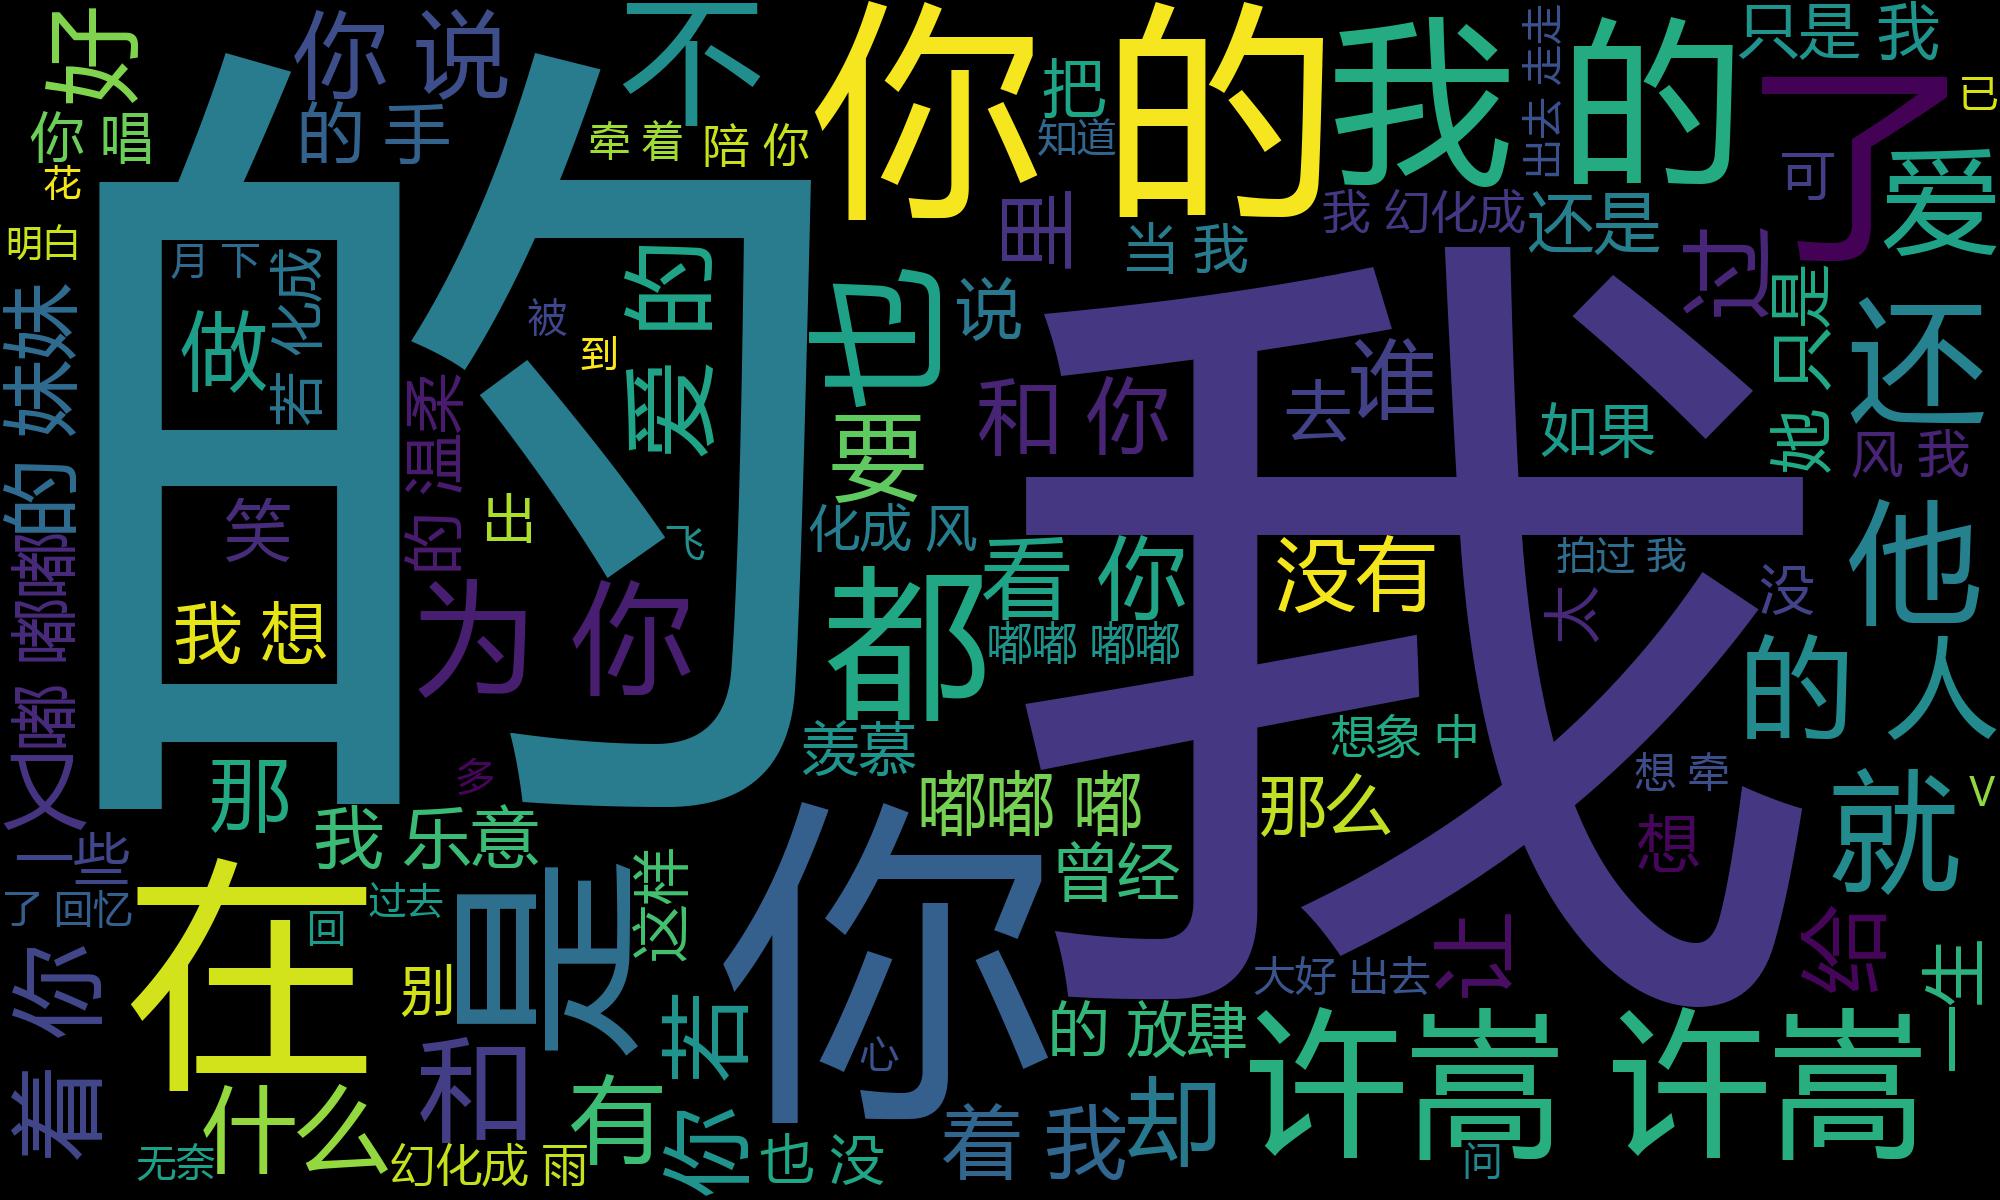 好
你 说
不
你 的
把
我 的
出去 走走
只是 我
了
已
你 唱
的 手
牵 着
陪 你
知道
可
爱
花
明白
月 下
化成
若
做
被
到
爱 的
也
里
当 我
我 幻化成
还是
过
说
妹妹
的
的
我
的 温柔
和 你
谁
去
如果
她 只是
还
风 我
要
笑
出
飞
化成 风
看 你
没有
拍过 我
太
没
他
嘟嘟
嘟嘟
嘟
我 想
为 你
都
嘟嘟 嘟嘟
的 人
那
多
羡慕
想象 中
想 牵
又
嘟嘟 嘟
那么
就
v
一些
我 乐意
你
曾经
想
了 回忆
在
回
过去
是
这样
让
给
一生
着 你
别
心
大好 出去
和
有
若
你
的 放肆
许嵩 许嵩
什么
无奈
幻化成 雨
也 没
着 我
却
问